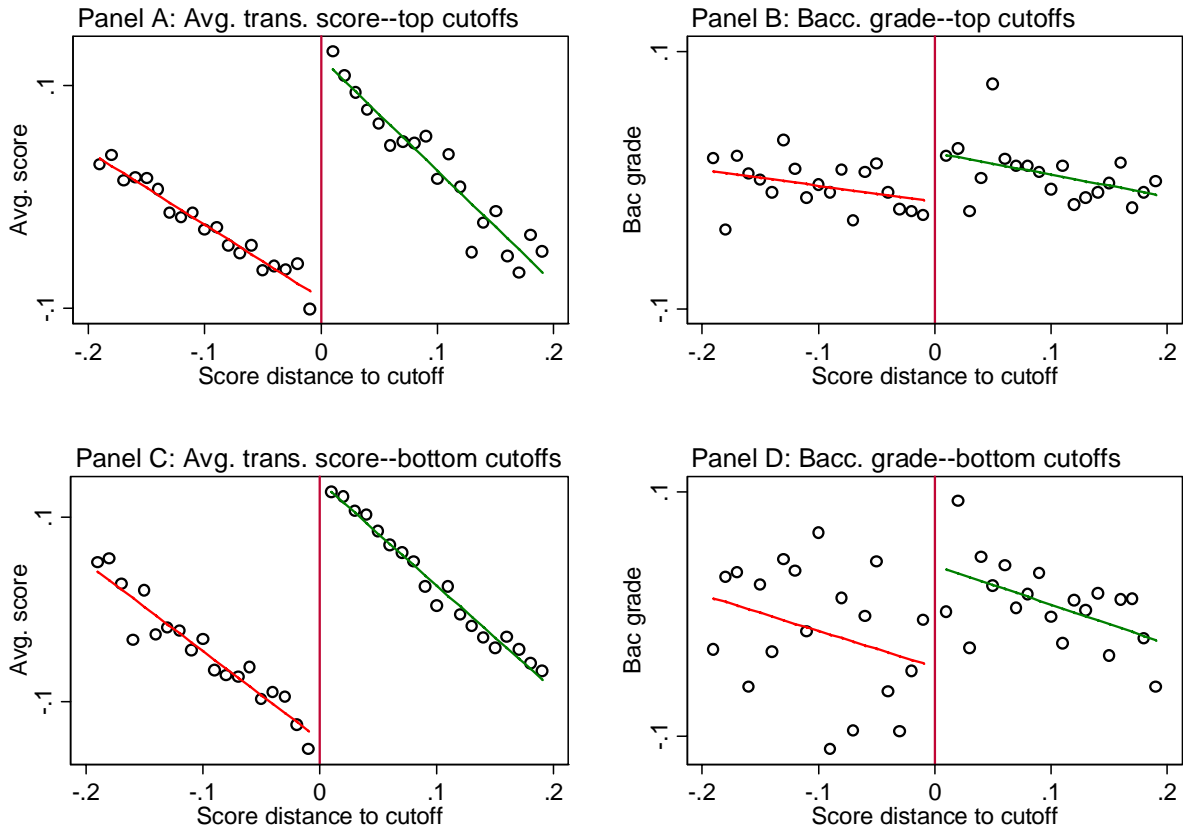 Panel A: Avg. trans. score--top cutoffs
Avg. score
.1
-.1
-.2 -.1 0 .1 .2
Score distance to cutoff
Panel B: Bacc. grade--top cutoffs
Bac grade
.1
-.1
-.2 -.1 0 .1 .2
Score distance to cutoff
Panel C: Avg. trans. score--bottom cutoffs
Avg. score
.1
-.1
-.2 -.1 0 .1 .2
Score distance to cutoff
Panel D: Bacc. grade--bottom cutoffs
Bac grade
.1
-.1
-.2 -.1 0 .1 .2
Score distance to cutoff